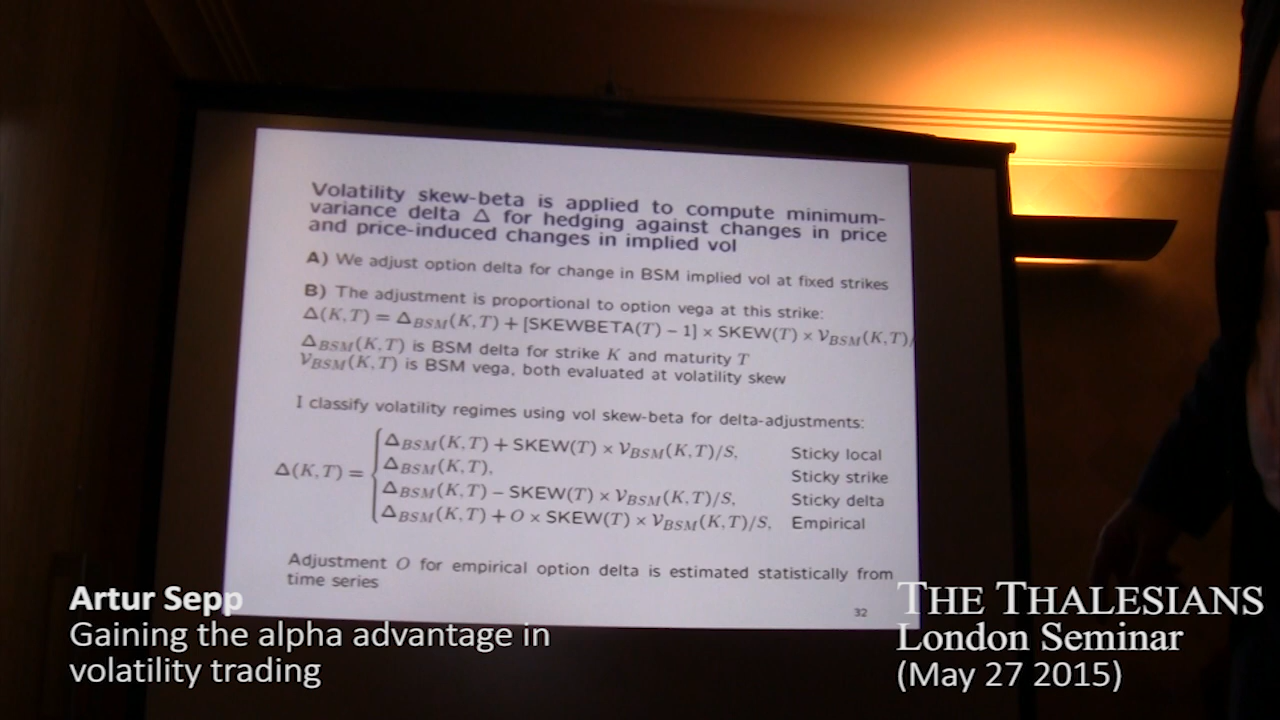 Volatility skew-beta is applied to compute minimum-
variance delta Δ for hedging against changes in price
and price-induced changes in implied vol
A) We adjust option delta for change in BSM implied vol at fixed strikes
B) The adjustment is proportional to option vega at this strike:
Δ(K,T) = Δ_BSM(K,T) + [SKEWBETA(T) − 1] × SKEW(T) × V_BSM(K,T)/
Δ_BSM(K,T) is BSM delta for strike K and maturity T
V_BSM(K,T) is BSM vega, both evaluated at volatility skew
I classify volatility regimes using vol skew-beta for delta-adjustments:
Δ(K,T) =
Δ_BSM(K,T) + SKEW(T) × V_BSM(K,T)/S, Sticky local
Δ_BSM(K,T), Sticky strike
Δ_BSM(K,T) − SKEW(T) × V_BSM(K,T)/S, Sticky delta
Δ_BSM(K,T) + O × SKEW(T) × V_BSM(K,T)/S, Empirical
Adjustment O for empirical option delta is estimated statistically from
time series
32
Artur Sepp
Gaining the alpha advantage in
volatility trading
THE THALESIANS
London Seminar
(May 27 2015)